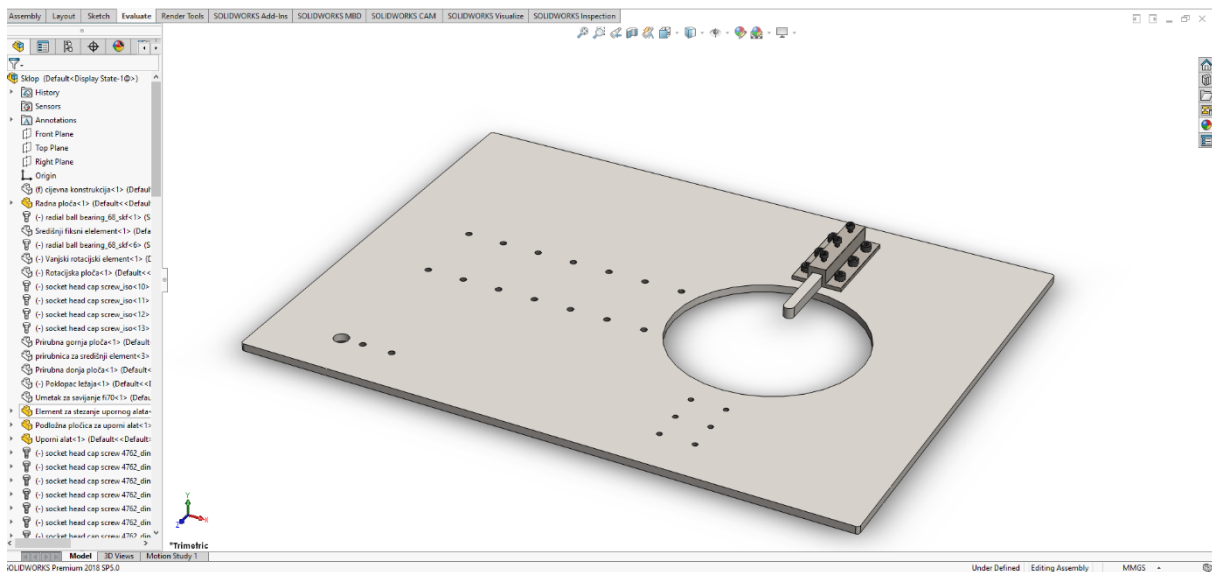 Assembly Layout Sketch Evaluate Render Tools SOLIDWORKS Add-Ins SOLIDWORKS MBD SOLIDWORKS CAM SOLIDWORKS Visualize SOLIDWORKS Inspection
Sklop (Default<Display State-1@>)
History
Sensors
Annotations
Front Plane
Top Plane
Right Plane
Origin
(f) cijevna konstrukcija<1> (Defaul
Radna ploča<1> (Default<<Defaul
(-) radial ball bearing_68_skf<1> (S
Središnji fiksni elelement<1> (Defa
(-) radial ball bearing_68_skf<6> (S
(-) Vanjski rotacijski element<1> (D
(-) Rotacijska ploča<1> (Default<<
(-) socket head cap screw_iso<10>
(-) socket head cap screw_iso<11>
(-) socket head cap screw_iso<12>
(-) socket head cap screw_iso<13>
Prirubna gornja ploča<1> (Default
prirubnica za središnji element<3>
Prirubna donja ploča<1> (Default<
(-) Poklopac ležaja<1> (Default<<I
Umetak za savijanje fi70<1> (Defau
Element za stezanje upornog alata<
Podložna pločica za uporni alat<1>
Uporni alat<1> (Default<<Default>
(-) socket head cap screw 4762_din
(-) socket head cap screw 4762_din
(-) socket head cap screw 4762_din
(-) socket head cap screw 4762_din
(-) socket head cap screw 4762_din
(-) socket head cap screw 4762_din
(-) socket head cap screw 4762_din
Y
X
Z
*Trimetric
Model 3D Views Motion Study 1
SOLIDWORKS Premium 2018 SP5.0 Under Defined Editing Assembly MMGS